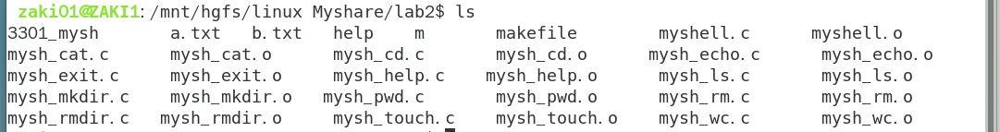 zaki01@ZAKI1:/mnt/hgfs/linux Myshare/lab2$ ls
3301_mysh a.txt b.txt help m makefile myshell.c myshell.o
mysh_cat.c mysh_cat.o mysh_cd.c mysh_cd.o mysh_echo.c mysh_echo.o
mysh_exit.c mysh_exit.o mysh_help.c mysh_help.o mysh_ls.c mysh_ls.o
mysh_mkdir.c mysh_mkdir.o mysh_pwd.c mysh_pwd.o mysh_rm.c mysh_rm.o
mysh_rmdir.c mysh_rmdir.o mysh_touch.c mysh_touch.o mysh_wc.c mysh_wc.o